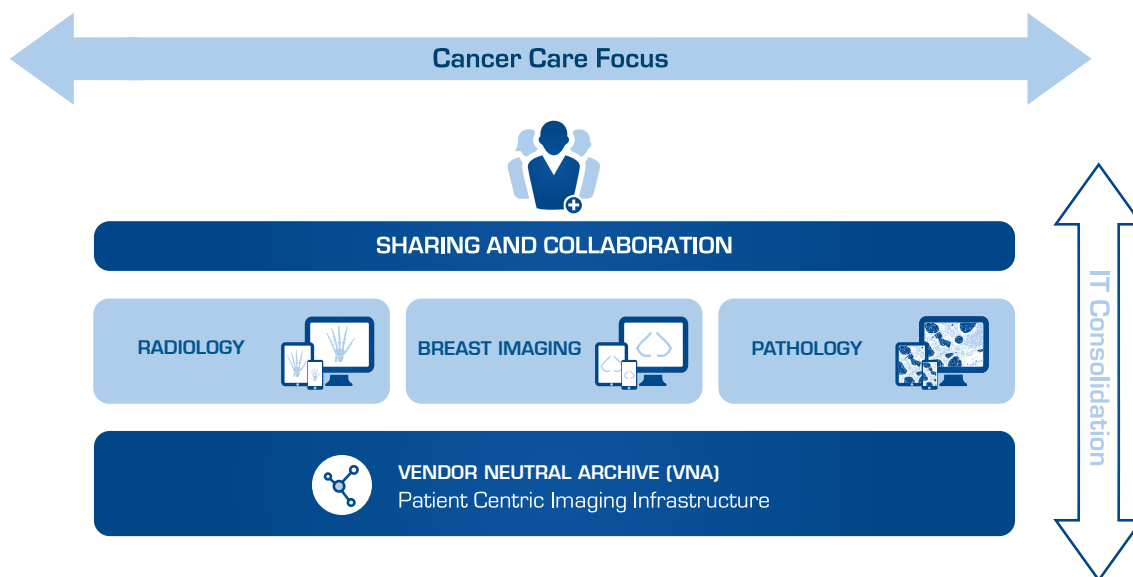 Cancer Care Focus
SHARING AND COLLABORATION
RADIOLOGY
BREAST IMAGING
PATHOLOGY
IT Consolidation
VENDOR NEUTRAL ARCHIVE (VNA)
Patient Centric Imaging Infrastructure